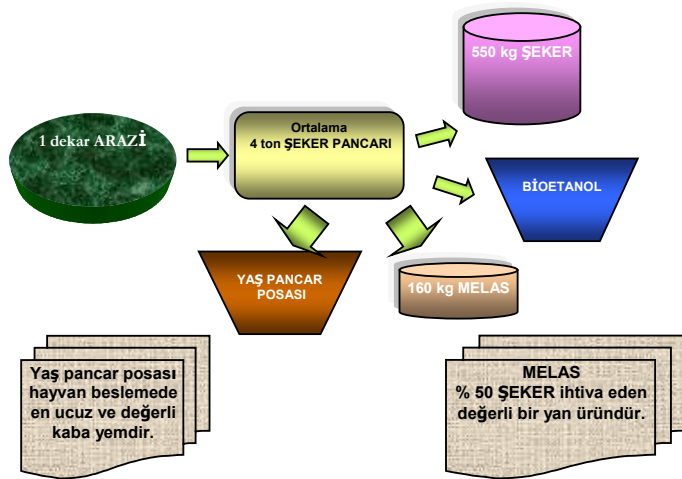 550 kg ŞEKER
1 dekar ARAZİ
Ortalama
4 ton ŞEKER PANCARI
BİOETANOL
YAŞ PANCAR
POSASI
160 kg MELAS
Yaş pancar posası
hayvan beslemede
en ucuz ve değerli
kaba yemdir.
MELAS
% 50 ŞEKER ihtiva eden
değerli bir yan üründür.